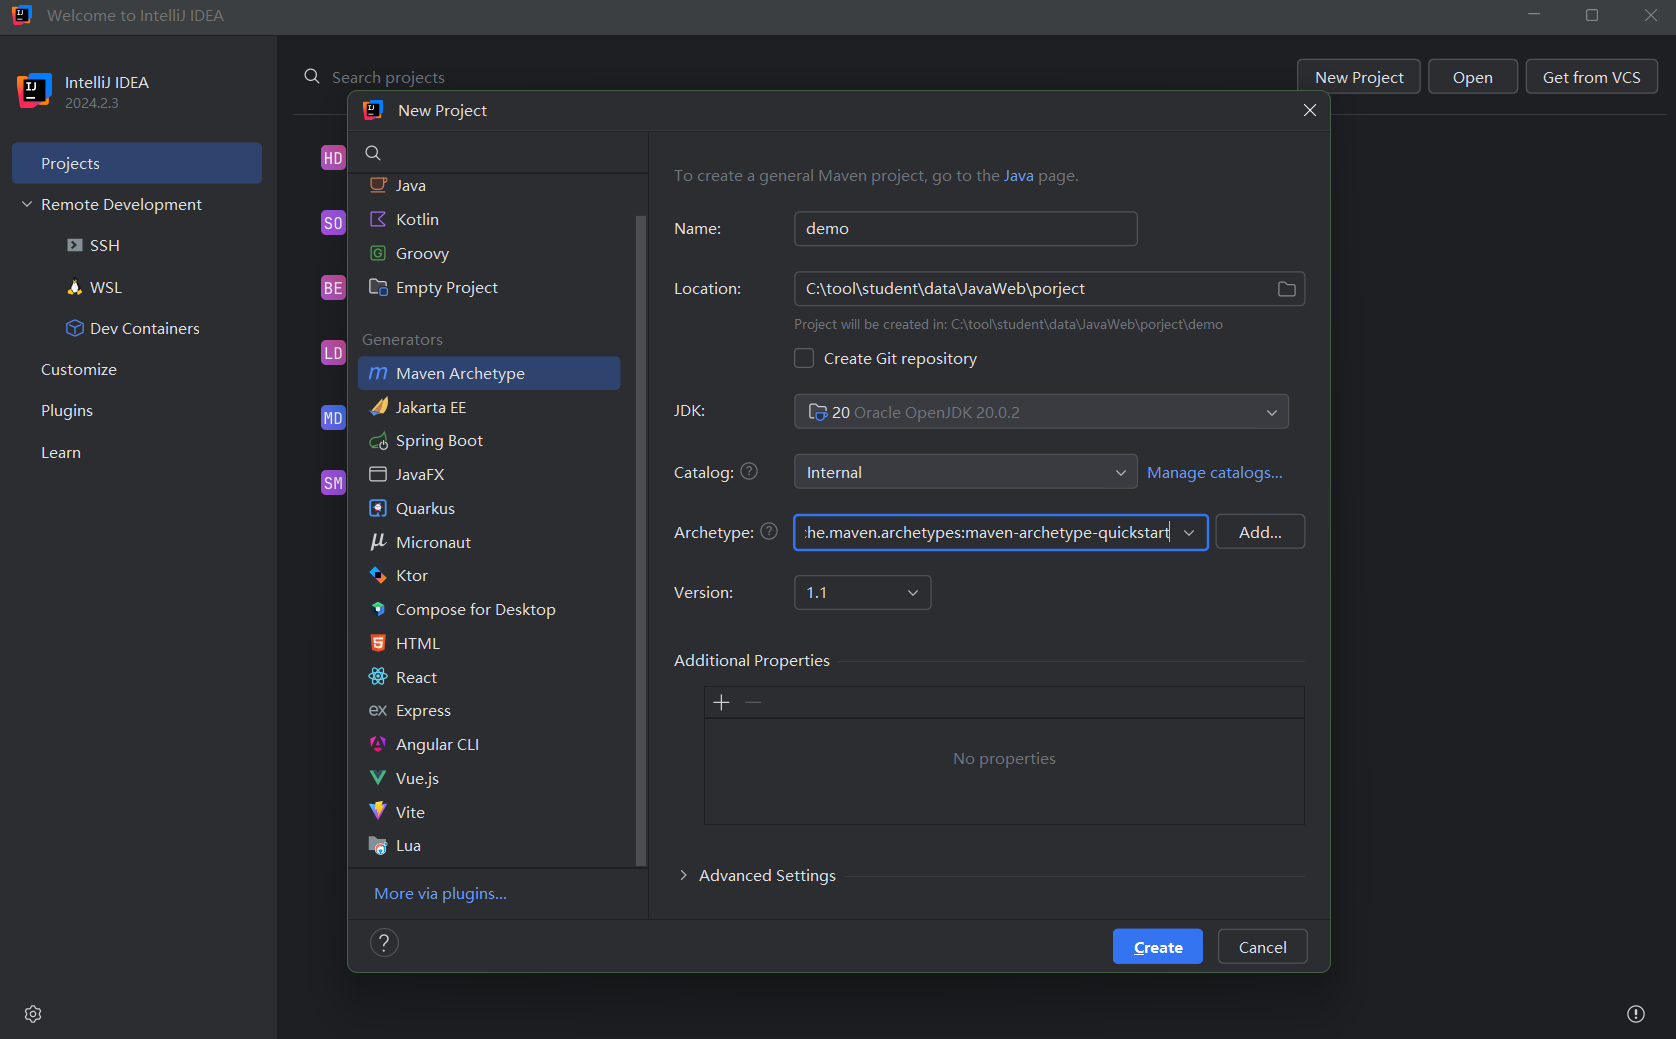 Welcome to IntelliJ IDEA
IntelliJ IDEA
2024.2.3
Projects
Remote Development
SSH
WSL
Dev Containers
Customize
Plugins
Learn
Search projects
New Project
Open
Get from VCS
HD
SO
BE
LD
MD
SM
New Project
Java
Kotlin
Groovy
Empty Project
Generators
Maven Archetype
Jakarta EE
Spring Boot
JavaFX
Quarkus
Micronaut
Ktor
Compose for Desktop
HTML
React
Express
Angular CLI
Vue.js
Vite
Lua
More via plugins...
To create a general Maven project, go to the Java page.
Name: demo
Location: C:\tool\student\data\JavaWeb\porject
Project will be created in: C:\tool\student\data\JavaWeb\porject\demo
Create Git repository
JDK: 20 Oracle OpenJDK 20.0.2
Catalog: Internal Manage catalogs...
Archetype: :he.maven.archetypes:maven-archetype-quickstart Add...
Version: 1.1
Additional Properties
No properties
Advanced Settings
Create
Cancel